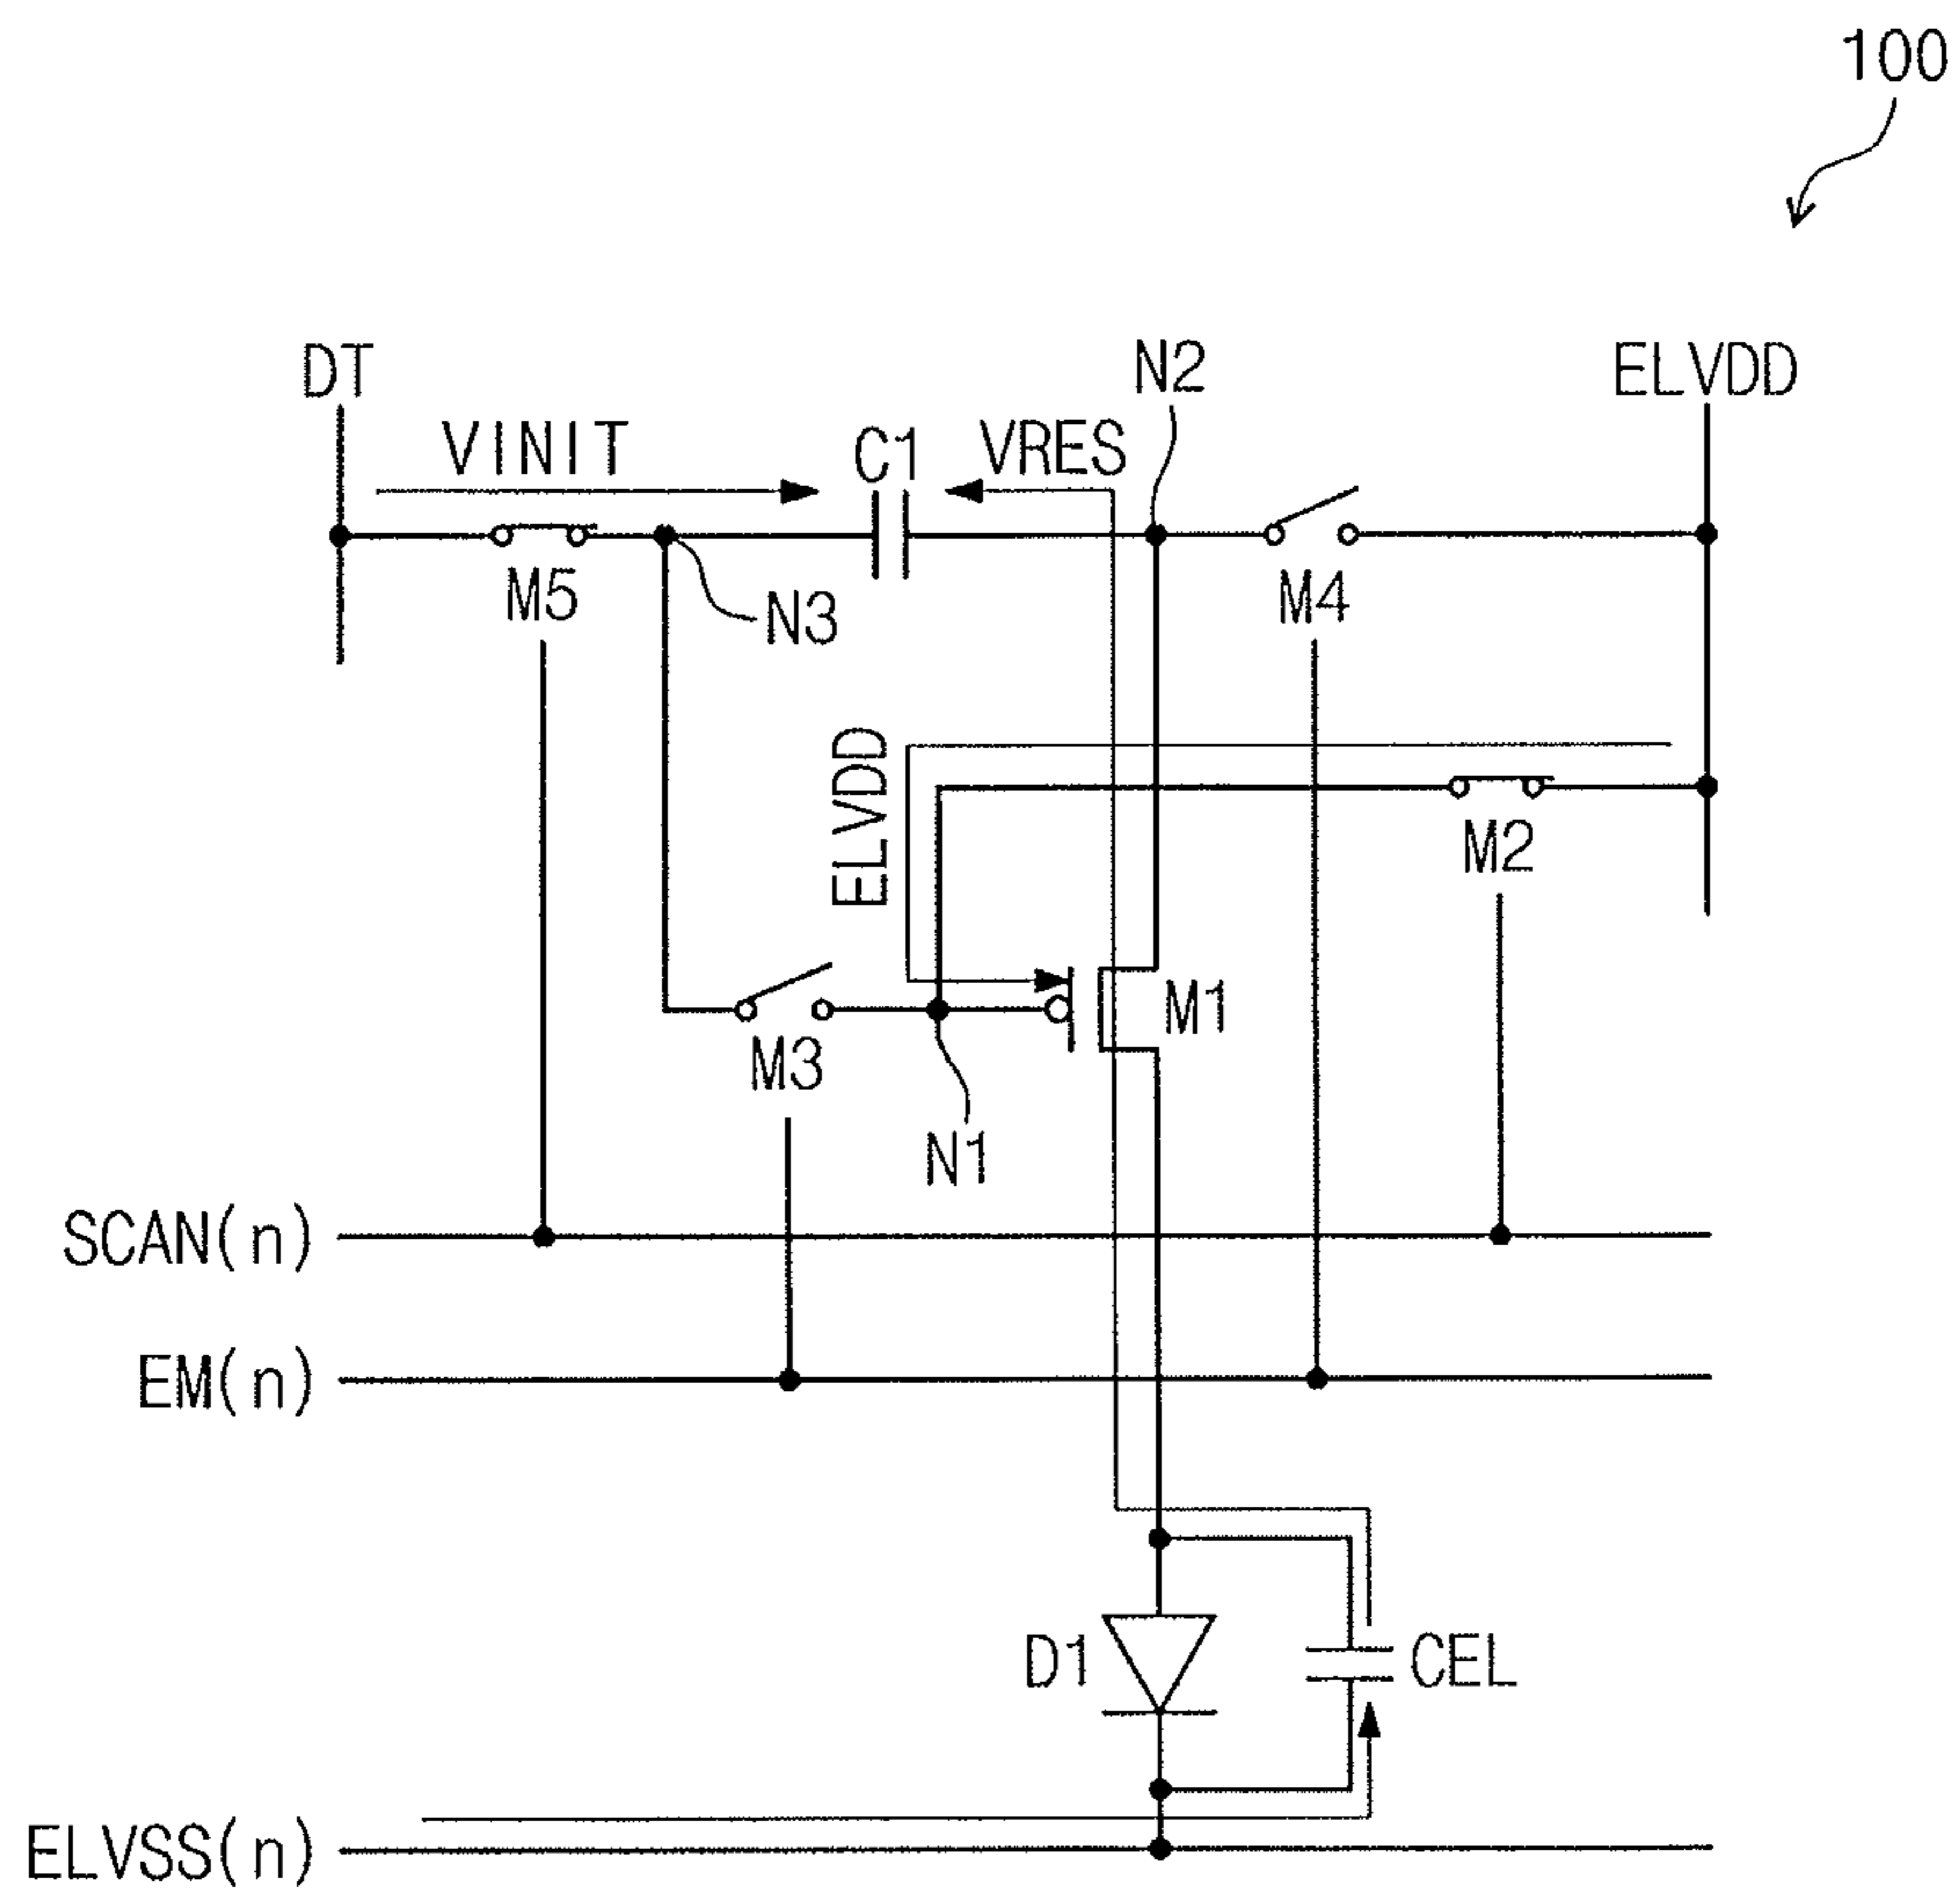 100
DT
N2
ELVDD
VINIT
C1
VRES
M5
N3
M4
ELVDD
M2
M1
M3
N1
SCAN(n)
EM(n)
D1
CEL
ELVSS(n)